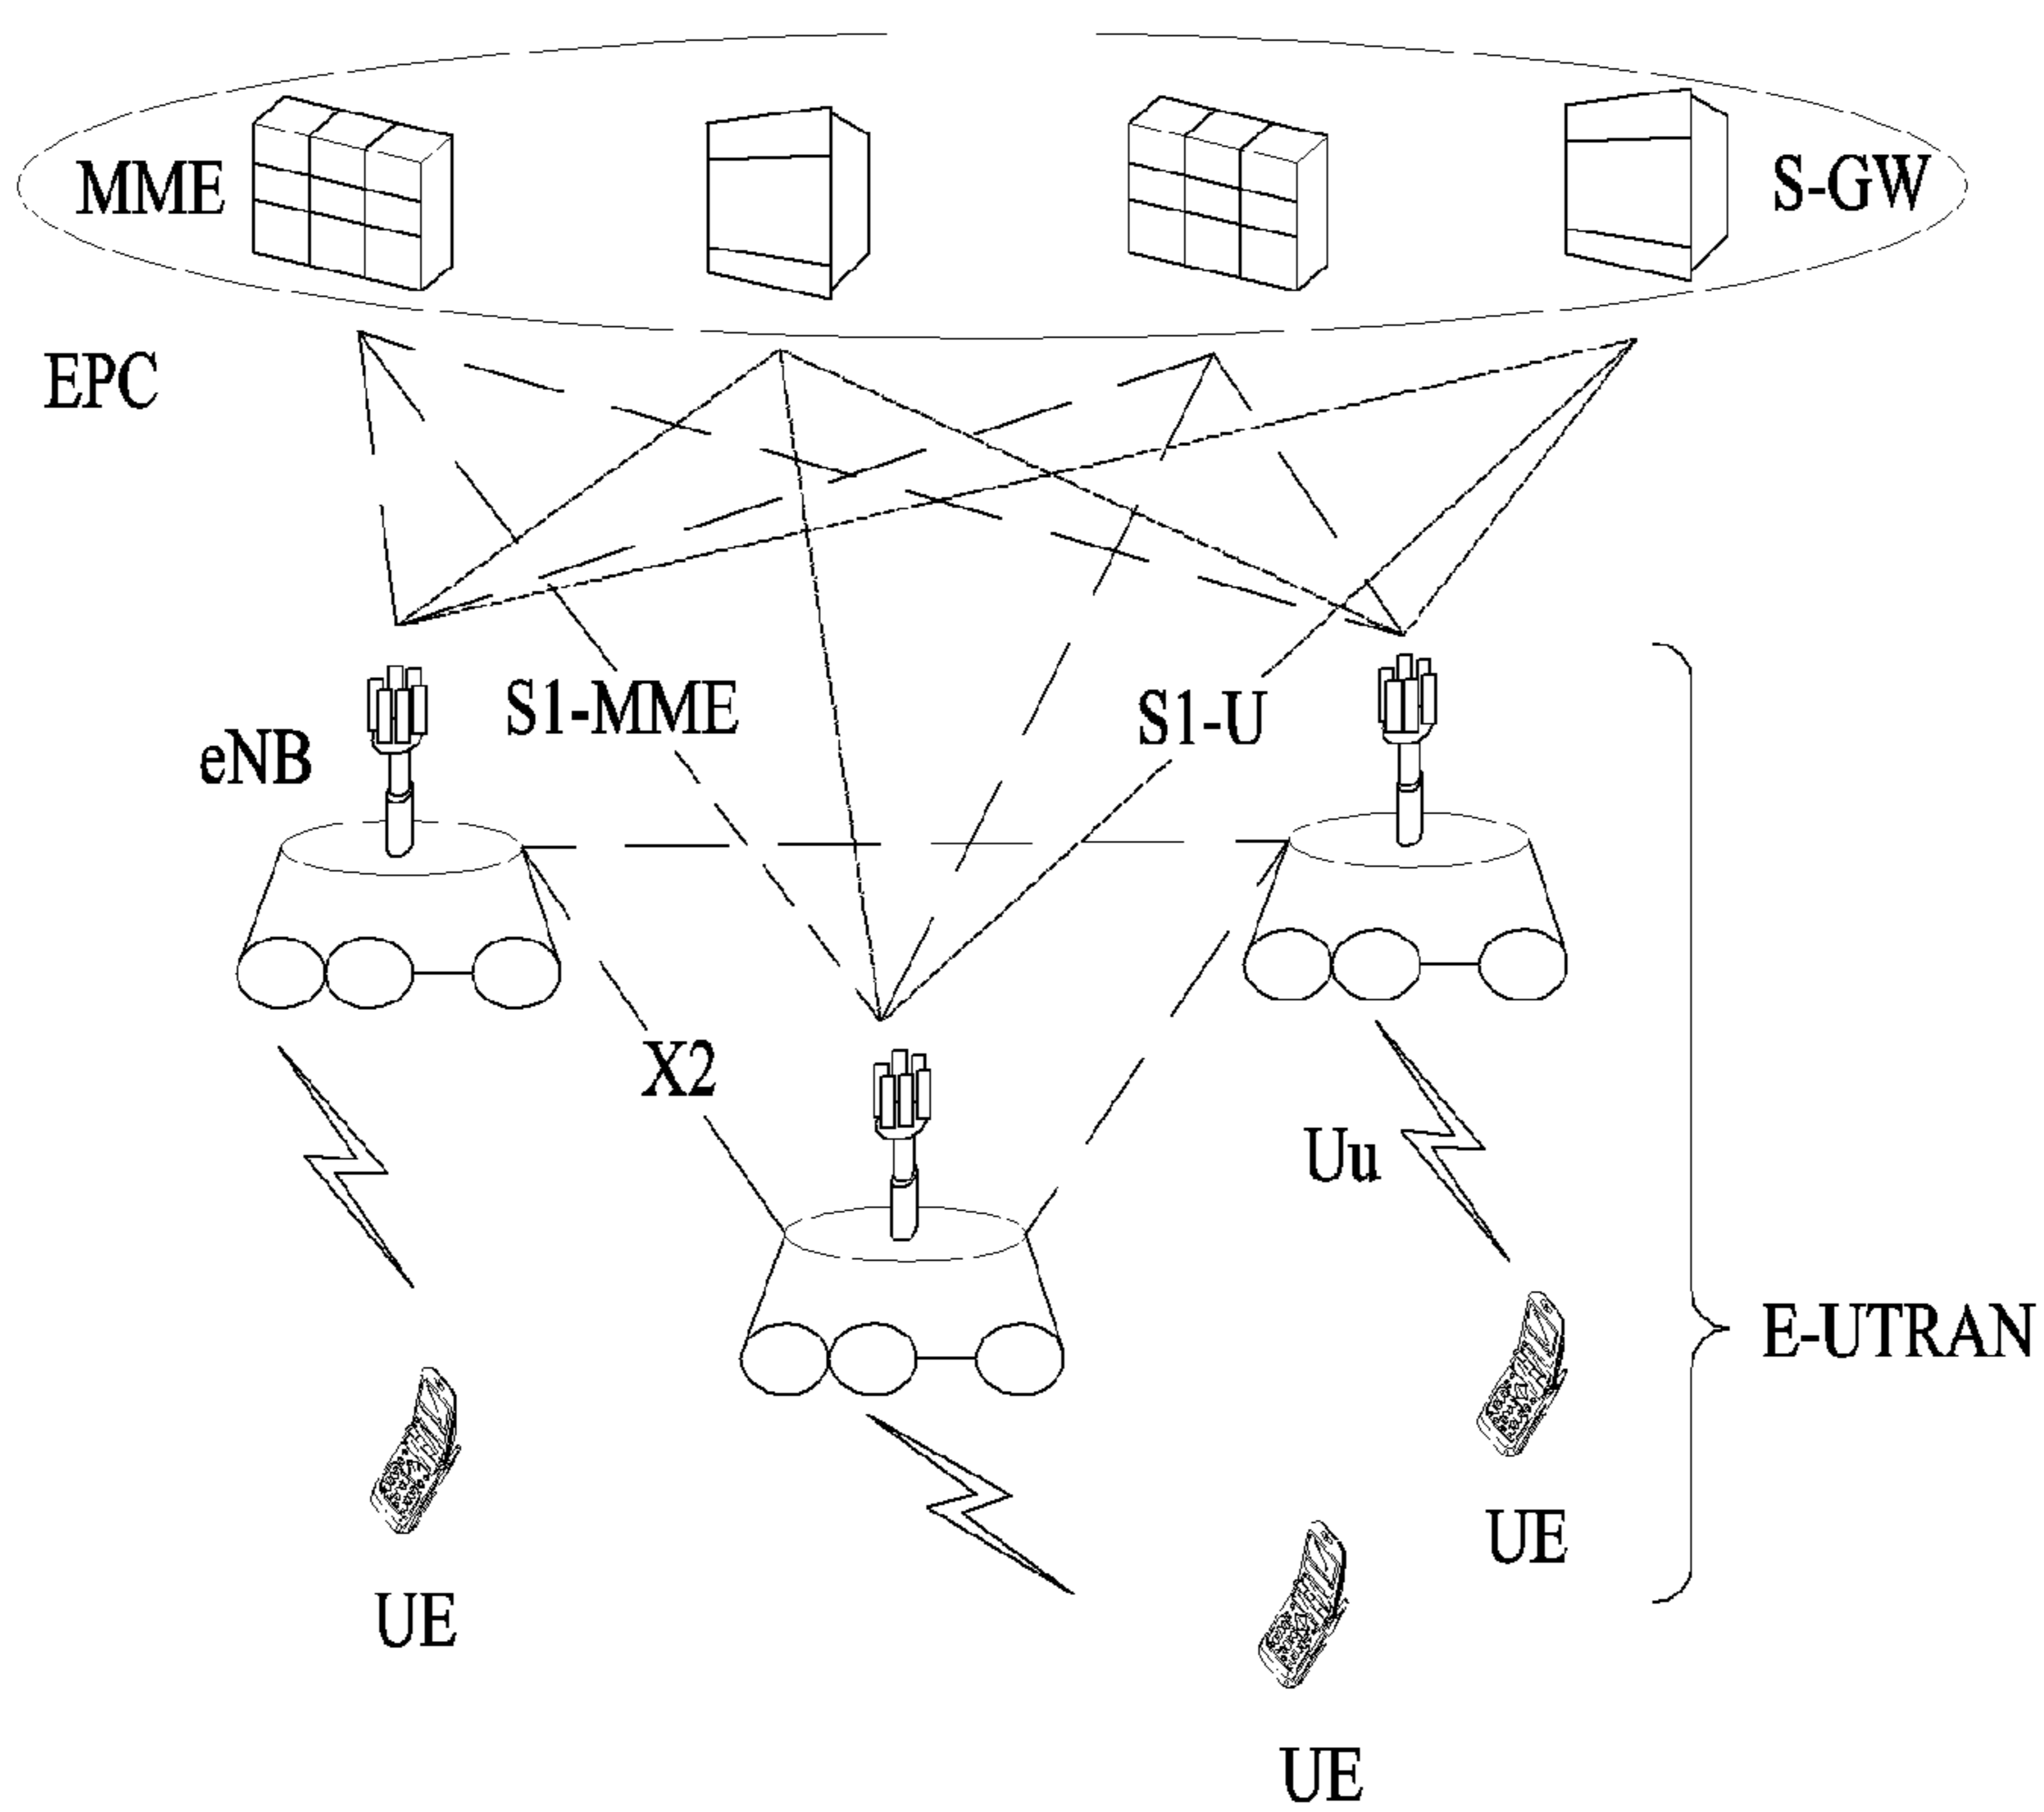 MME
S-GW
EPC
S1-MME
S1-U
eNB
X2
Uu
E-UTRAN
UE
UE
UE